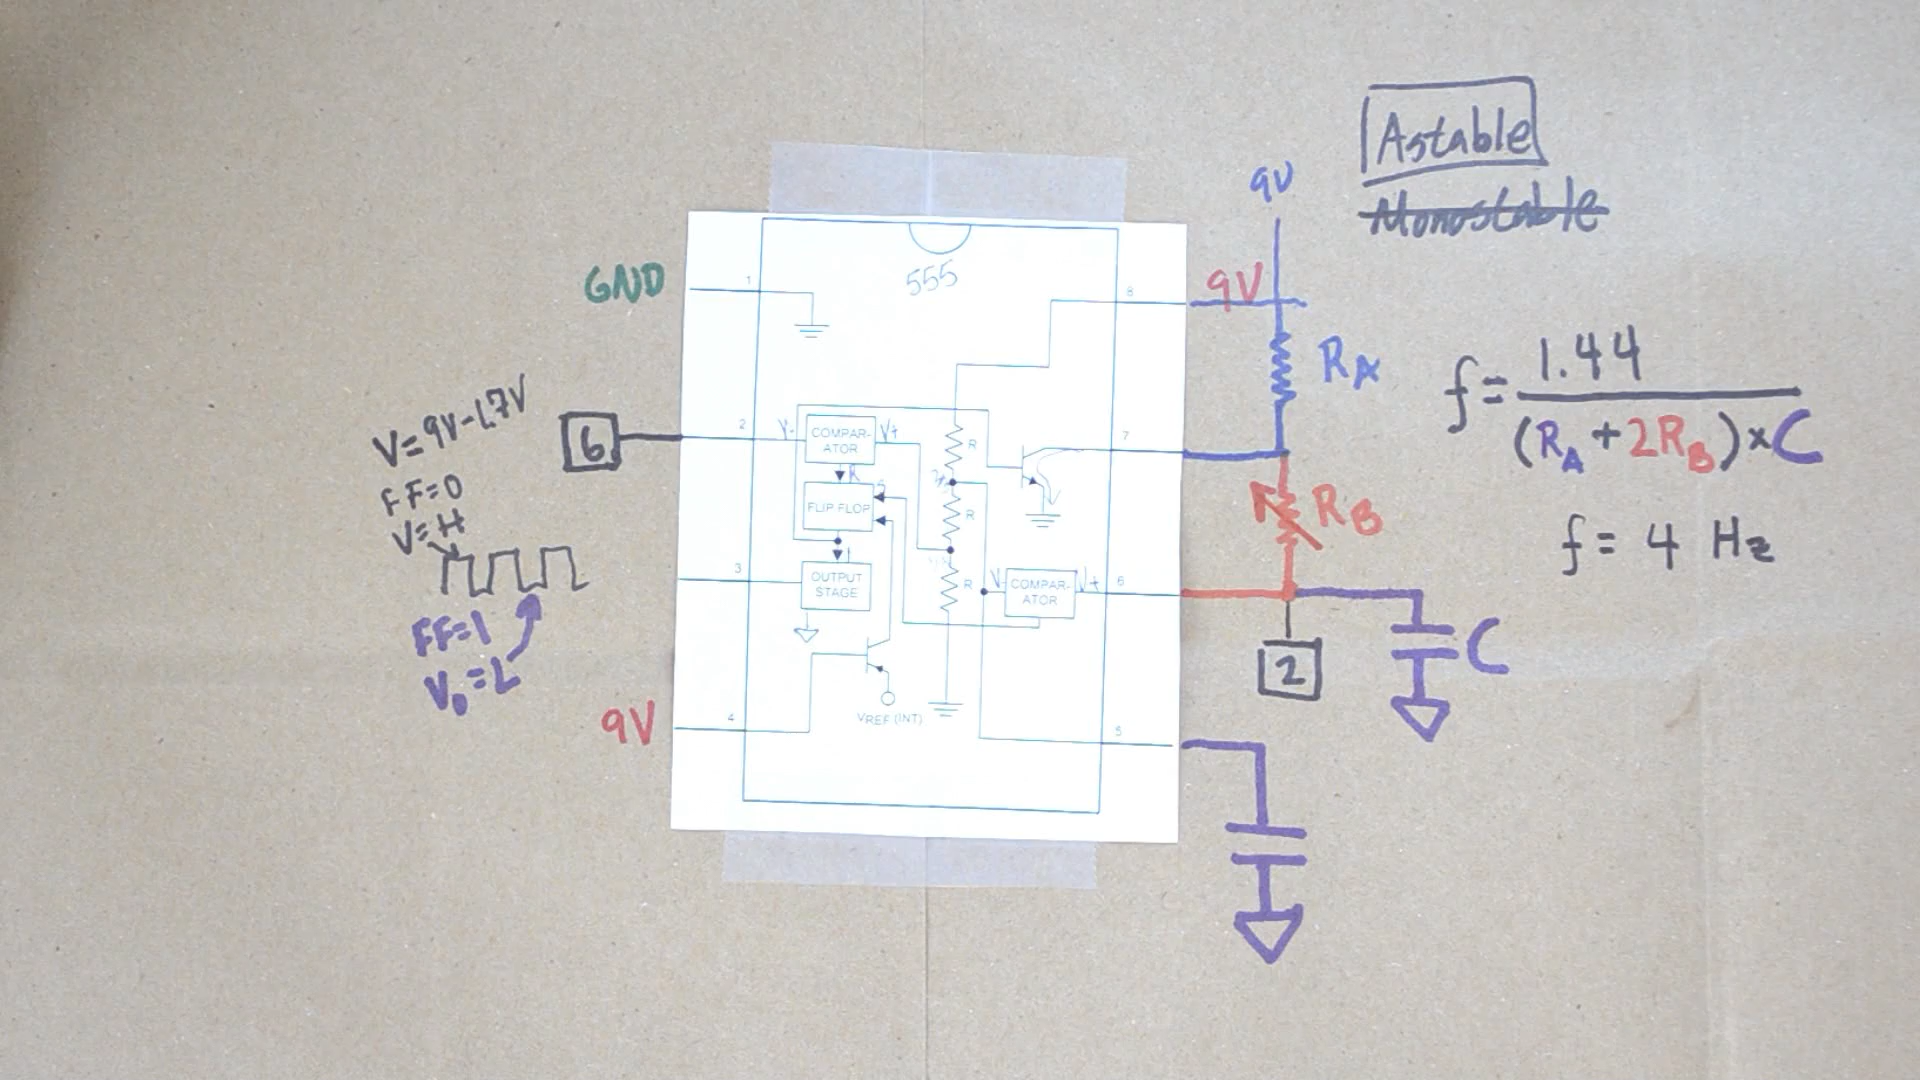 Astable
Monostable
9V
GND
1
555
8
9V
RA
f= 1.44
(RA+2RB)×C
f= 4 Hz
V=9V-1.7V
FF=0
V=H
6
2
V-
COMPAR-
ATOR
V+
R
7
R
S
FLIP FLOP
R
RB
3
OUTPUT
STAGE
R
V-
COMPAR-
ATOR
V+
6
FF=1
Vo=L
2
C
9V
4
VREF (INT)
5